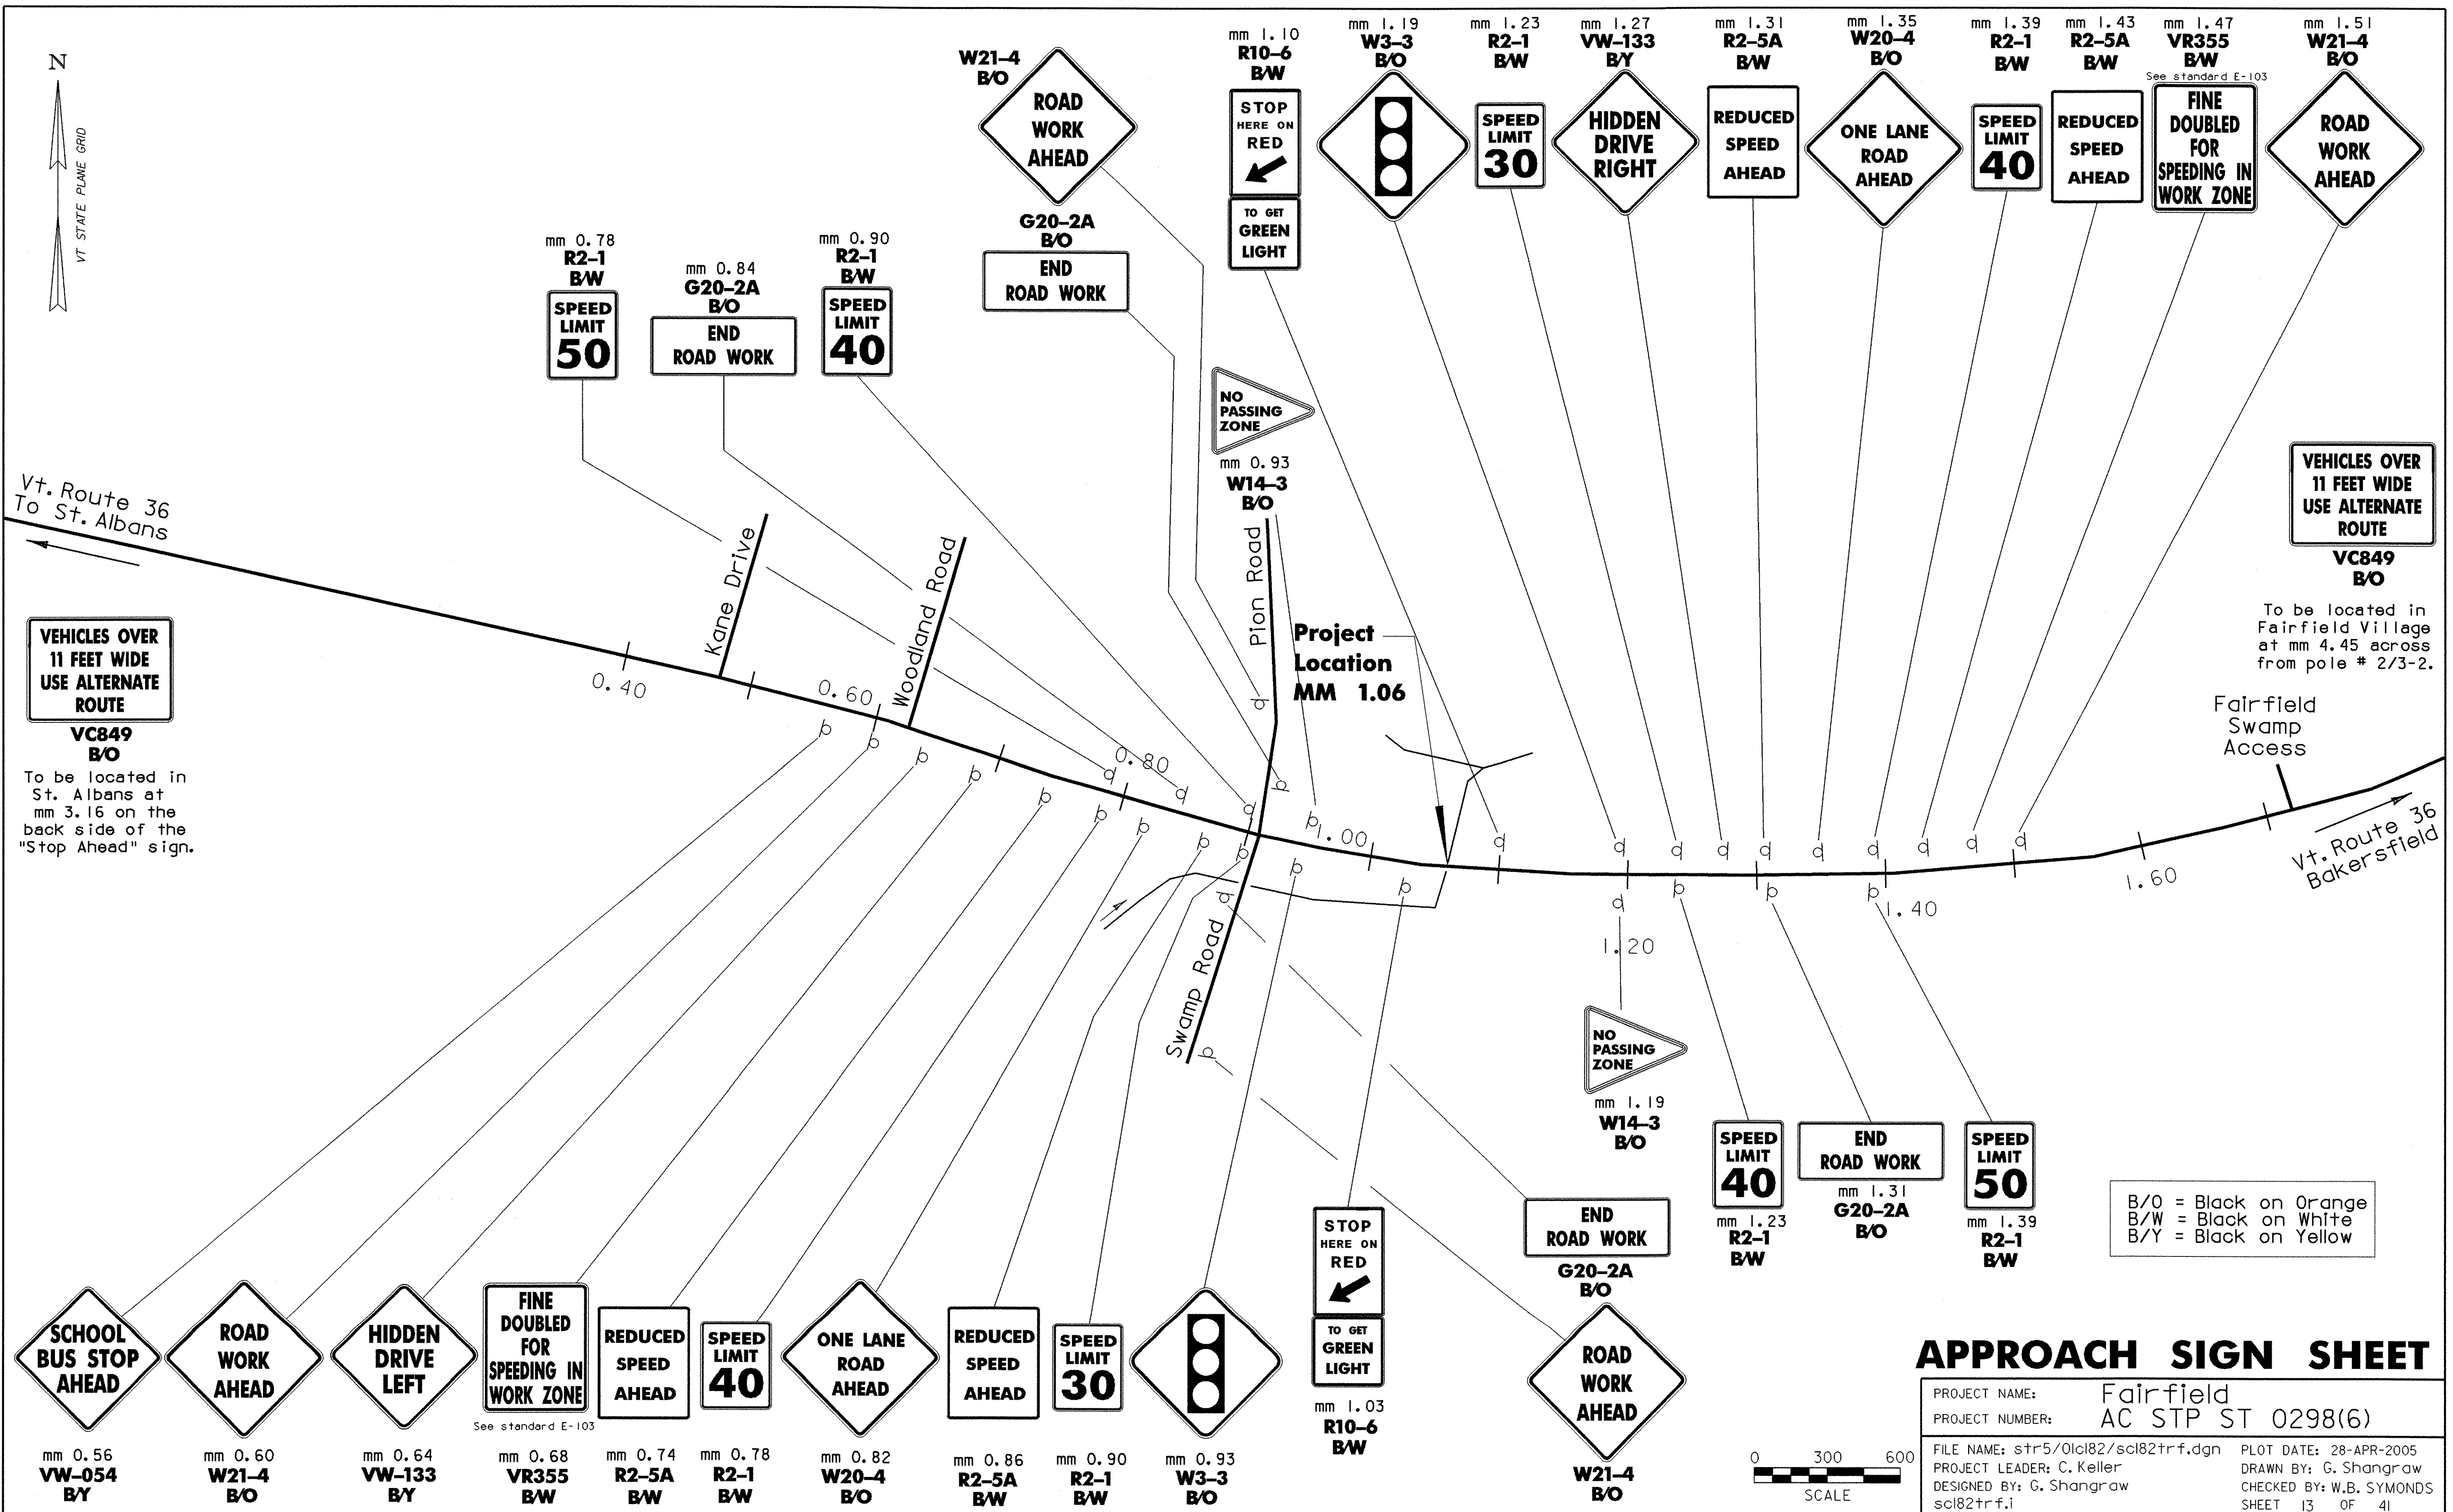 N
VT STATE PLANE GRID
mm 0.78
R2-1
B/W
SPEED
LIMIT
50
mm 0.84
G20-2A
B/O
END
ROAD WORK
mm 0.90
R2-1
B/W
SPEED
LIMIT
40
W21-4
B/O
ROAD
WORK
AHEAD
G20-2A
B/O
END
ROAD WORK
mm 1.10
R10-6
B/W
STOP
HERE ON
RED
TO GET
GREEN
LIGHT
mm 1.19
W3-3
B/O
mm 1.23
R2-1
B/W
SPEED
LIMIT
30
mm 1.27
VW-133
B/Y
HIDDEN
DRIVE
RIGHT
mm 1.31
R2-5A
B/W
REDUCED
SPEED
AHEAD
mm 1.35
W20-4
B/O
ONE LANE
ROAD
AHEAD
mm 1.39
R2-1
B/W
SPEED
LIMIT
40
mm 1.43
R2-5A
B/W
REDUCED
SPEED
AHEAD
mm 1.47
VR355
B/W
See standard E-103
FINE
DOUBLED
FOR
SPEEDING IN
WORK ZONE
mm 1.51
W21-4
B/O
ROAD
WORK
AHEAD
NO
PASSING
ZONE
mm 0.93
W14-3
B/O
Vt. Route 36
To St. Albans
Kane Drive
Woodland Road
Pion Road
Swamp Road
Project
Location
MM 1.06
VEHICLES OVER
11 FEET WIDE
USE ALTERNATE
ROUTE
VC849
B/O
To be located in
Fairfield Village
at mm 4.45 across
from pole # 2/3-2.
Fairfield
Swamp
Access
Vt. Route 36
Bakersfield
VEHICLES OVER
11 FEET WIDE
USE ALTERNATE
ROUTE
VC849
B/O
To be located in
St. Albans at
mm 3.16 on the
back side of the
"Stop Ahead" sign.
0.40
0.60
0.80
1.00
1.20
1.40
1.60
NO
PASSING
ZONE
mm 1.19
W14-3
B/O
SPEED
LIMIT
40
mm 1.23
R2-1
B/W
END
ROAD WORK
mm 1.31
G20-2A
B/O
SPEED
LIMIT
50
mm 1.39
R2-1
B/W
B/O = Black on Orange
B/W = Black on White
B/Y = Black on Yellow
SCHOOL
BUS STOP
AHEAD
mm 0.56
VW-054
B/Y
ROAD
WORK
AHEAD
mm 0.60
W21-4
B/O
HIDDEN
DRIVE
LEFT
mm 0.64
VW-133
B/Y
FINE
DOUBLED
FOR
SPEEDING IN
WORK ZONE
See standard E-103
mm 0.68
VR355
B/W
REDUCED
SPEED
AHEAD
mm 0.74
R2-5A
B/W
SPEED
LIMIT
40
mm 0.78
R2-1
B/W
ONE LANE
ROAD
AHEAD
mm 0.82
W20-4
B/O
REDUCED
SPEED
AHEAD
mm 0.86
R2-5A
B/W
SPEED
LIMIT
30
mm 0.90
R2-1
B/W
mm 0.93
W3-3
B/O
STOP
HERE ON
RED
TO GET
GREEN
LIGHT
mm 1.03
R10-6
B/W
END
ROAD WORK
G20-2A
B/O
ROAD
WORK
AHEAD
W21-4
B/O
0 300 600
SCALE
APPROACH SIGN SHEET
PROJECT NAME: Fairfield
PROJECT NUMBER: AC STP ST 0298(6)
FILE NAME: str5/01c182/sc182trf.dgn PLOT DATE: 28-APR-2005
PROJECT LEADER: C. Keller DRAWN BY: G. Shangraw
DESIGNED BY: G. Shangraw CHECKED BY: W.B. SYMONDS
sc182trf.i SHEET 13 OF 41